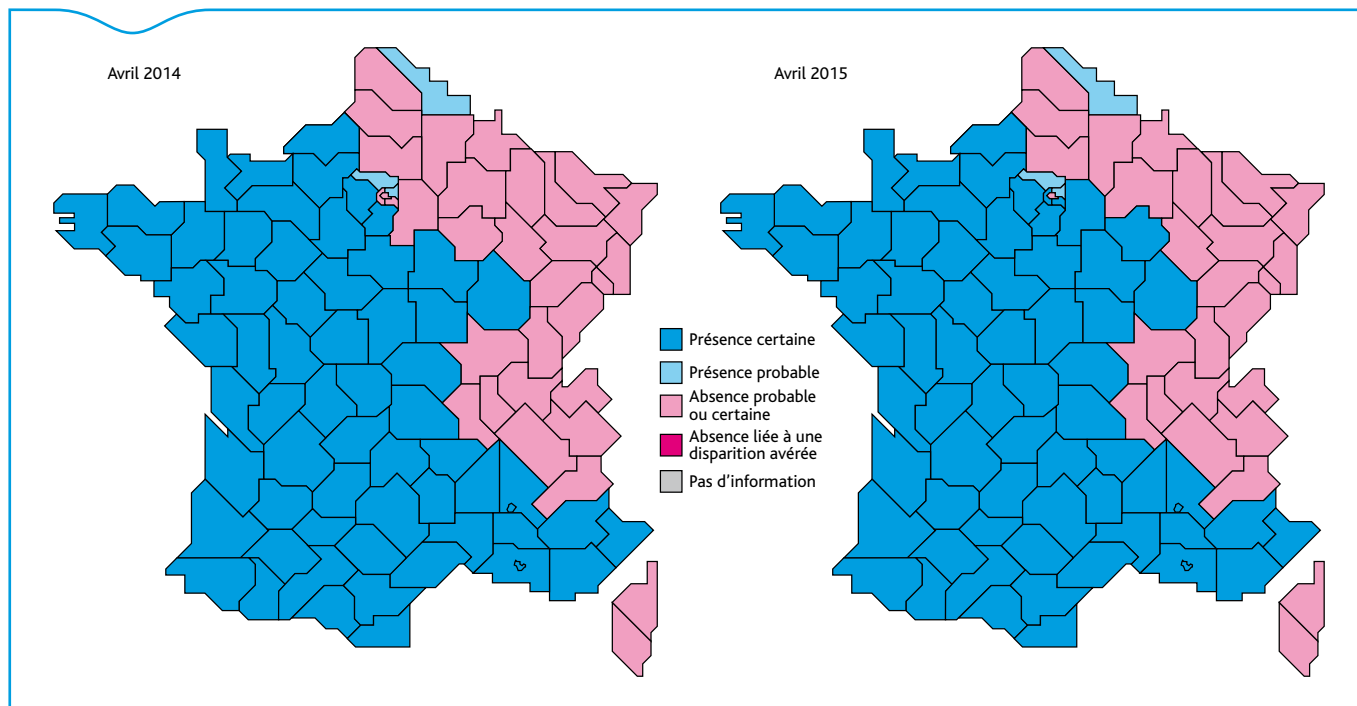 Avril 2014
Avril 2015
Présence certaine
Présence probable
Absence probable
ou certaine
Absence liée à une
disparition avérée
Pas d'information